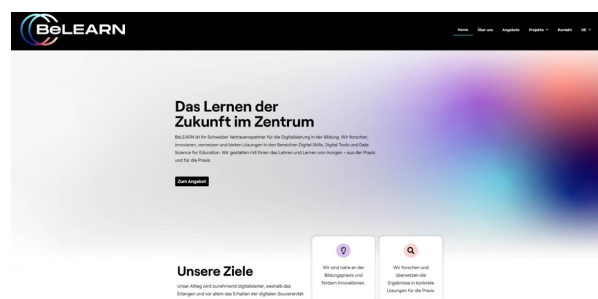 BeLEARN
Home Über uns Angebote Projekte Kontakt DE
Das Lernen der
Zukunft im Zentrum
BeLEARN ist Ihr Schweizer Vertrauenspartner für die Digitalisierung in der Bildung. Wir forschen,
innovieren, vernetzen und bieten Lösungen in den Bereichen Digital Skills, Digital Tools und Data
Science for Education. Wir gestalten mit Ihnen das Lehren und Lernen von morgen – aus der Praxis
und für die Praxis.
Zum Angebot
Unsere Ziele
Unser Alltag wird zunehmend digitalisierter, weshalb das
Erlangen und vor allem das Erhalten der digitalen Souveränität
Wir sind nahe an der
Bildungspraxis und
fördern Innovationen.
Wir forschen und
übersetzen die
Ergebnisse in konkrete
Lösungen für die Praxis